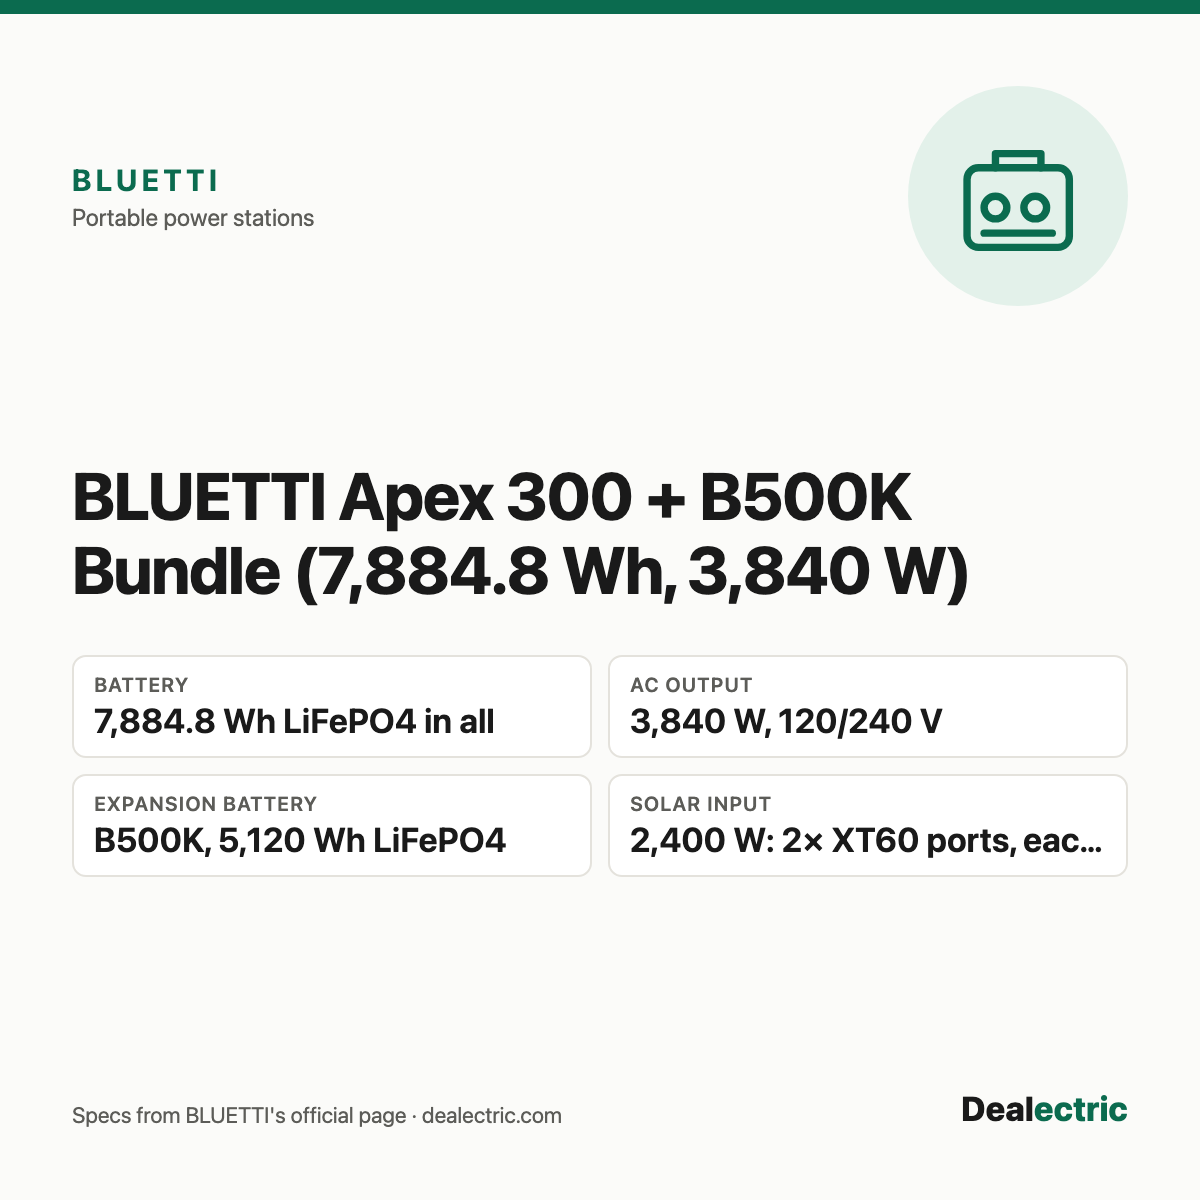 BLUETTI
Portable power stations
BLUETTI Apex 300 + B500K
Bundle (7,884.8 Wh, 3,840 W)
BATTERY
7,884.8 Wh LiFePO4 in all
AC OUTPUT
3,840 W, 120/240 V
EXPANSION BATTERY
B500K, 5,120 Wh LiFePO4
SOLAR INPUT
2,400 W: 2× XT60 ports, eac...
Specs from BLUETTI's official page · dealectric.com
Dealectric